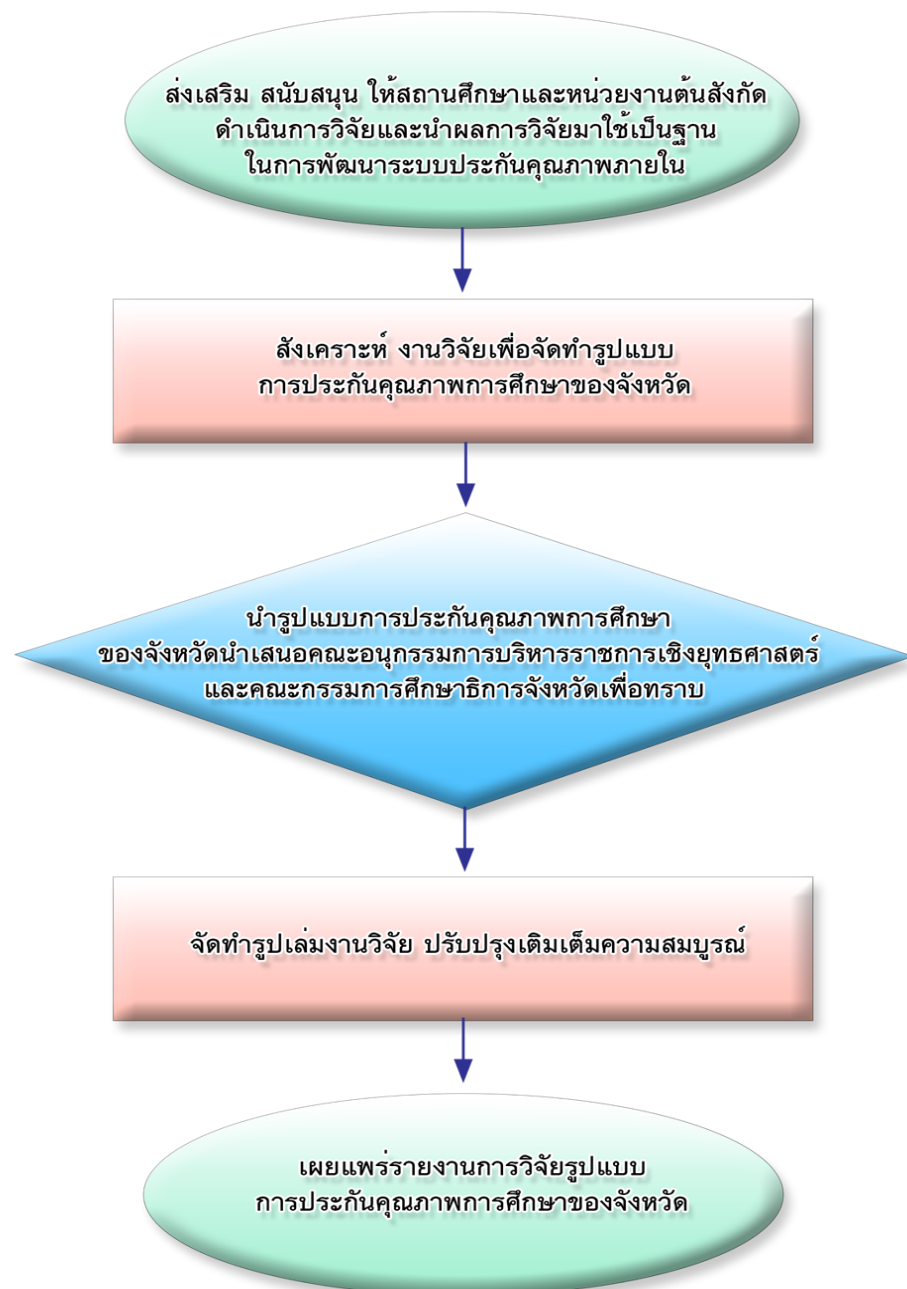 ส่งเสริม สนับสนุน ให้สถานศึกษาและหน่วยงานต้นสังกัด
ดำเนินการวิจัยและนำผลการวิจัยมาใช้เป็นฐาน
ในการพัฒนาระบบประกันคุณภาพภายใน
สังเคราะห์ งานวิจัยเพื่อจัดทำรูปแบบ
การประกันคุณภาพการศึกษาของจังหวัด
นำรูปแบบการประกันคุณภาพการศึกษา
ของจังหวัดนำเสนอคณะอนุกรรมการบริหารราชการเชิงยุทธศาสตร์
และคณะกรรมการศึกษาธิการจังหวัดเพื่อทราบ
จัดทำรูปเล่มงานวิจัย ปรับปรุงเติมเต็มความสมบูรณ์
เผยแพร่รายงานการวิจัยรูปแบบ
การประกันคุณภาพการศึกษาของจังหวัด